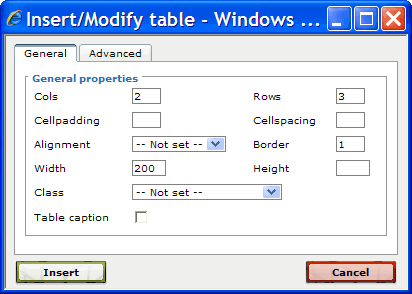 Insert/Modify table - Windows ...
General Advanced
General properties
Cols 2 Rows 3
Cellpadding Cellspacing
Alignment -- Not set -- Border 1
Width 200 Height
Class -- Not set --
Table caption
Insert Cancel